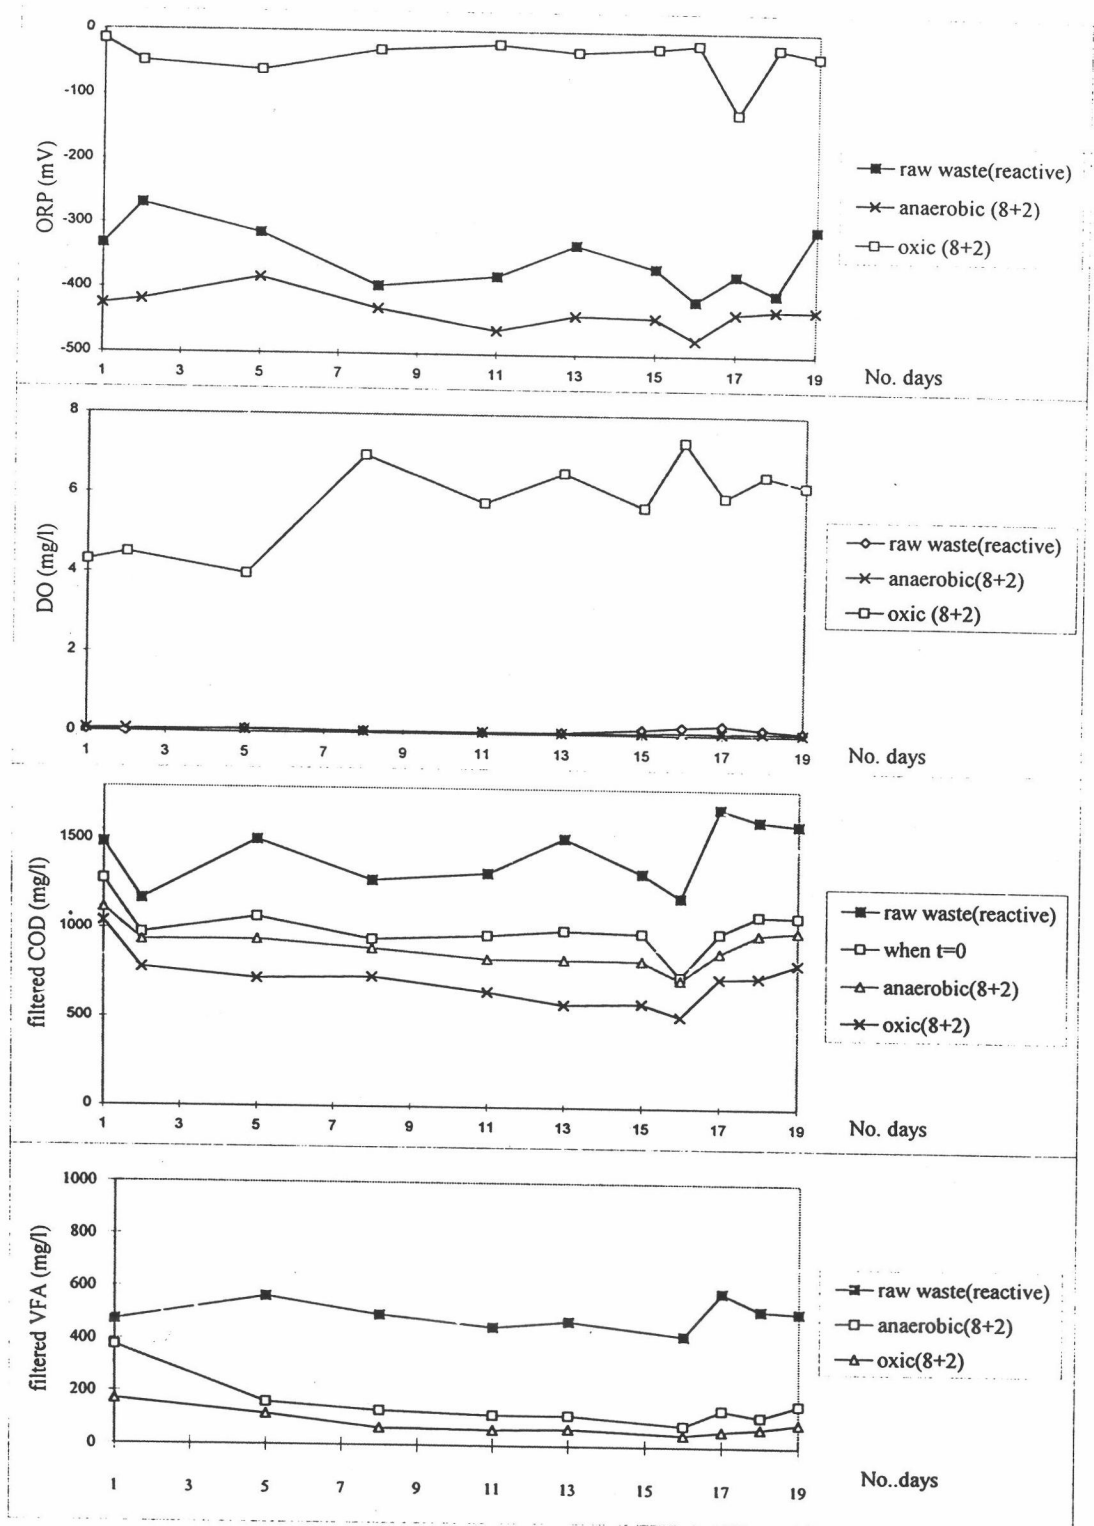 0
-100
-200
-300
-400
-500
ORP (mV)
1 3 5 7 9 11 13 15 17 19
No. days
raw waste(reactive)
anaerobic (8+2)
oxic (8+2)
8
6
4
2
0
DO (mg/l)
1 3 5 7 9 11 13 15 17 19
No. days
raw waste(reactive)
anaerobic(8+2)
oxic (8+2)
1500
1000
500
0
filtered COD (mg/l)
1 3 5 7 9 11 13 15 17 19
No. days
raw waste(reactive)
when t=0
anaerobic(8+2)
oxic(8+2)
1000
800
600
400
200
0
filtered VFA (mg/l)
1 3 5 7 9 11 13 15 17 19
No..days
raw waste(reactive)
anaerobic(8+2)
oxic(8+2)